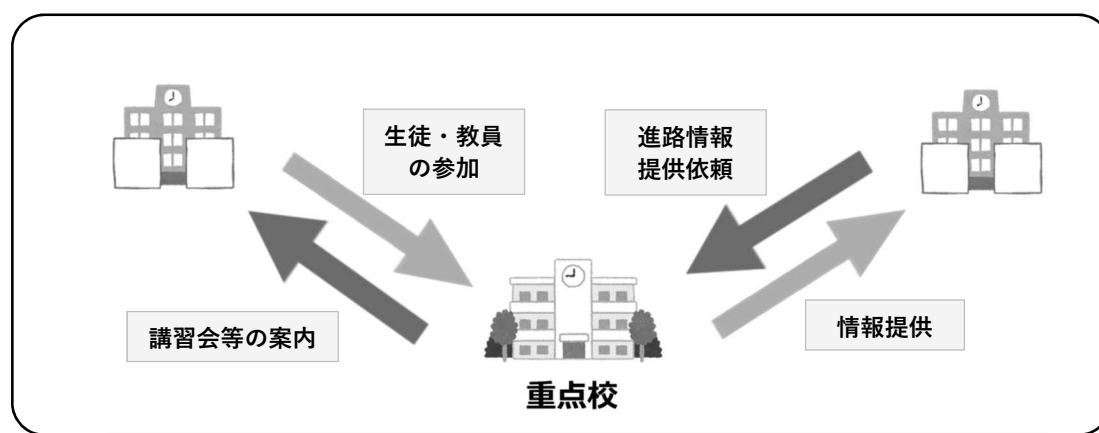 生徒・教員
の参加
進路情報
提供依頼
講習会等の案内
情報提供
重点校